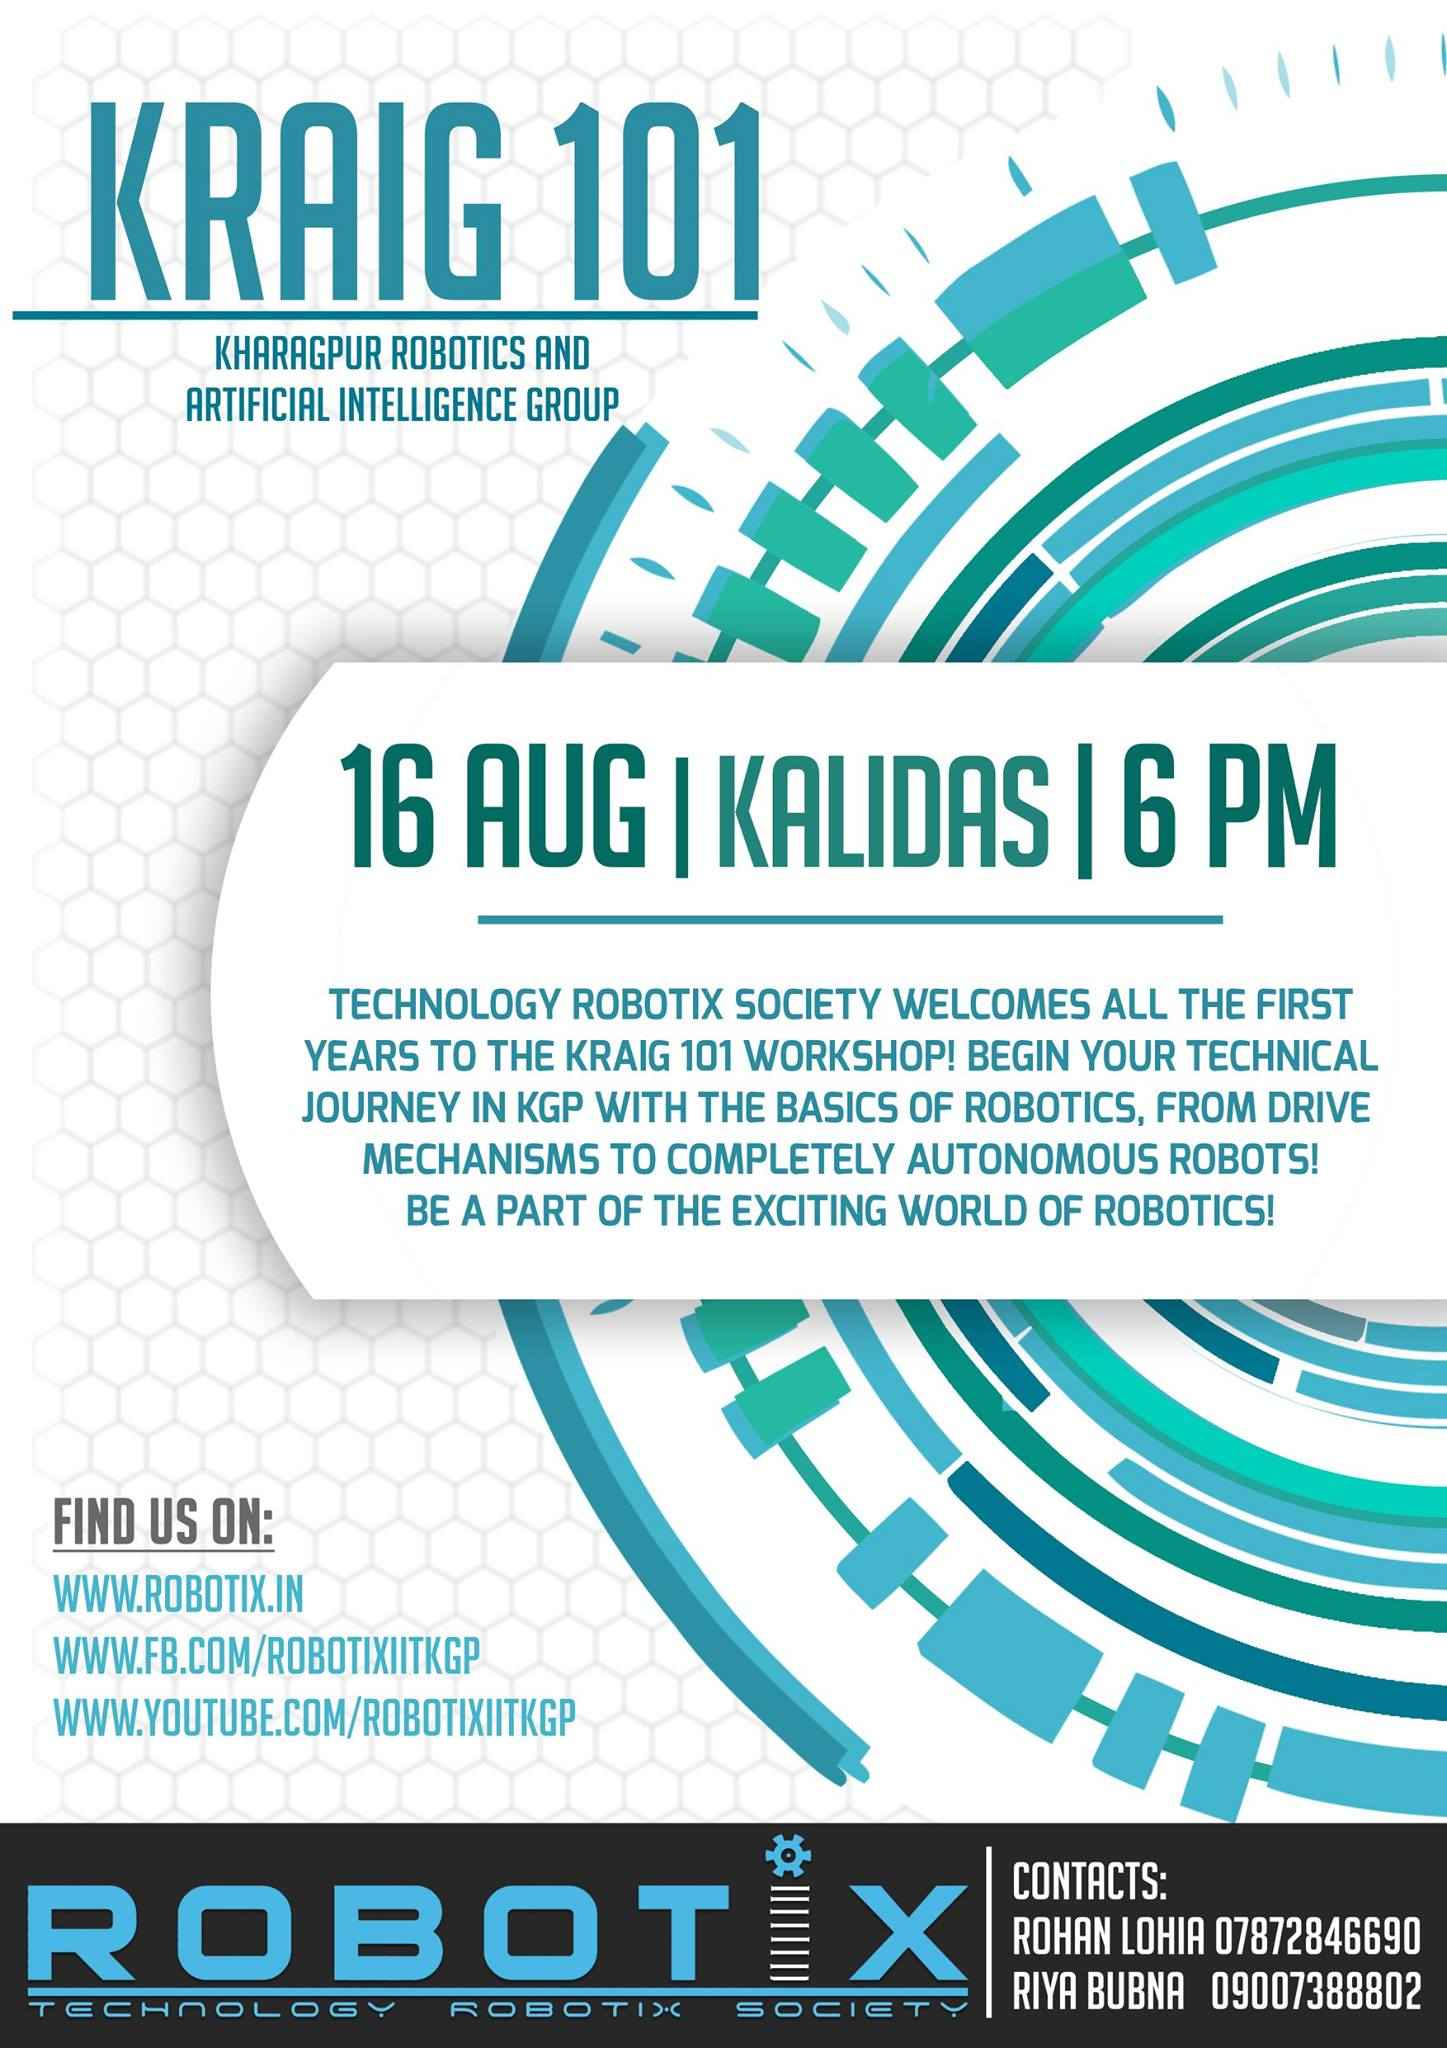 KRAIG 101
KHARAGPUR ROBOTICS AND
ARTIFICIAL INTELLIGENCE GROUP
16 AUG | KALIDAS | 6 PM
TECHNOLOGY ROBOTIX SOCIETY WELCOMES ALL THE FIRST
YEARS TO THE KRAIG 101 WORKSHOP! BEGIN YOUR TECHNICAL
JOURNEY IN KGP WITH THE BASICS OF ROBOTICS, FROM DRIVE
MECHANISMS TO COMPLETELY AUTONOMOUS ROBOTS!
BE A PART OF THE EXCITING WORLD OF ROBOTICS!
FIND US ON:
WWW.ROBOTIX.IN
WWW.FB.COM/ROBOTIXIITKGP
WWW.YOUTUBE.COM/ROBOTIXIITKGP
ROBOTIX
TECHNOLOGY ROBOTIX SOCIETY
CONTACTS:
ROHAN LOHIA 07872846690
RIYA BUBNA 09007388802